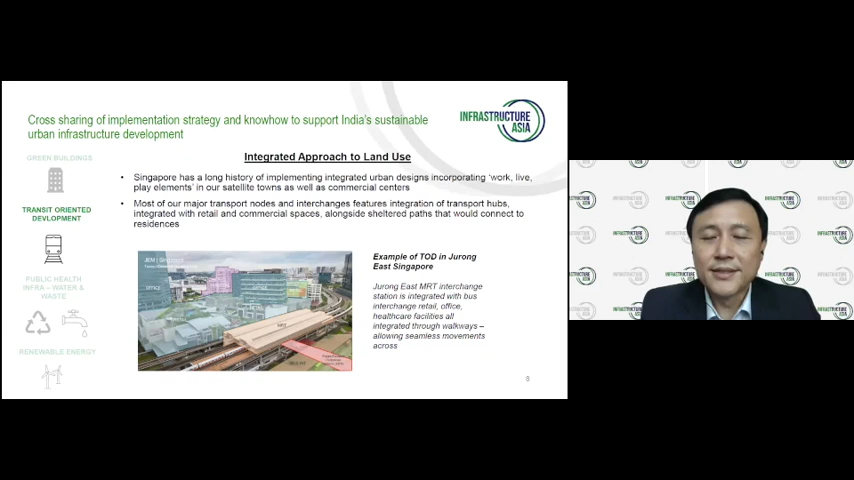 Cross sharing of implementation strategy and knowhow to support India's sustainable
urban infrastructure development
INFRASTRUCTURE
ASIA
GREEN BUILDINGS
TRANSIT ORIENTED
DEVLOPMENT
PUBLIC HEALTH
INFRA – WATER &
WASTE
RENEWABLE ENERGY
Integrated Approach to Land Use
• Singapore has a long history of implementing integrated urban designs incorporating 'work, live,
play elements' in our satellite towns as well as commercial centers
• Most of our major transport nodes and interchanges features integration of transport hubs,
integrated with retail and commercial spaces, alongside sheltered paths that would connect to
residences
JEM | Singapore
OFFICE
OFFICE
MRT
Example of TOD in Jurong
East Singapore
Jurong East MRT interchange
station is integrated with bus
interchange retail, office,
healthcare facilities all
integrated through walkways –
allowing seamless movements
across
INFRASTRUCTURE
ASIA